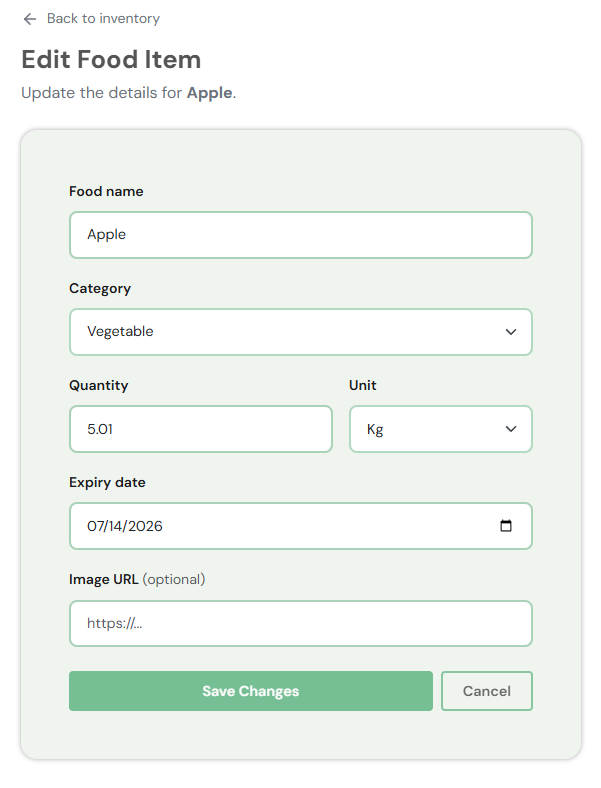 Back to inventory
Edit Food Item
Update the details for Apple.
Food name
Apple
Category
Vegetable
Quantity Unit
5.01 Kg
Expiry date
07/14/2026
Image URL (optional)
https://...
Save Changes Cancel